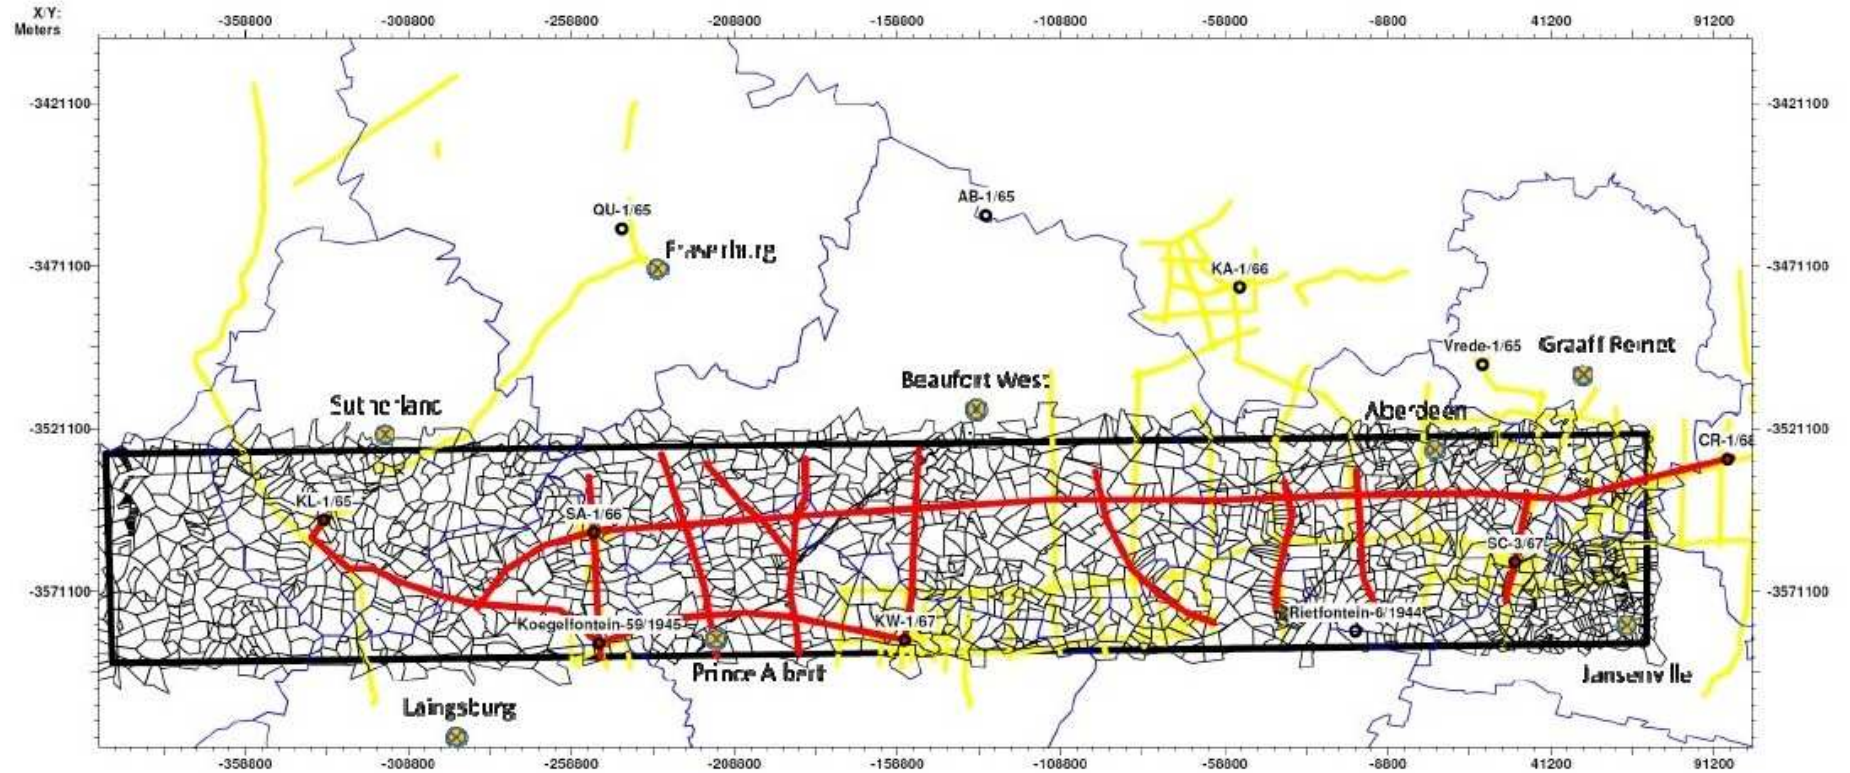 X/Y:
Meters
-358800 -308800 -258800 -208800 -158800 -108800 -58800 -8800 41200 91200
-3421100 -3421100
QU-1/65 AB-1/65
-3471100 KA-1/66 -3471100
Vrede-1/65 Graaff Reinet
Beaufort West
Sutherland Aberdeen
-3521100 -3521100
CR-1/68
KL-1/65
SA-1/66
SC-3/67
-3571100 -3571100
Koegelfontein-59/1945 KW-1/67 Rietfontein-6/1944
Prince Albert Jansenville
Laingsburg
-358800 -308800 -258800 -208800 -158800 -108800 -58800 -8800 41200 91200